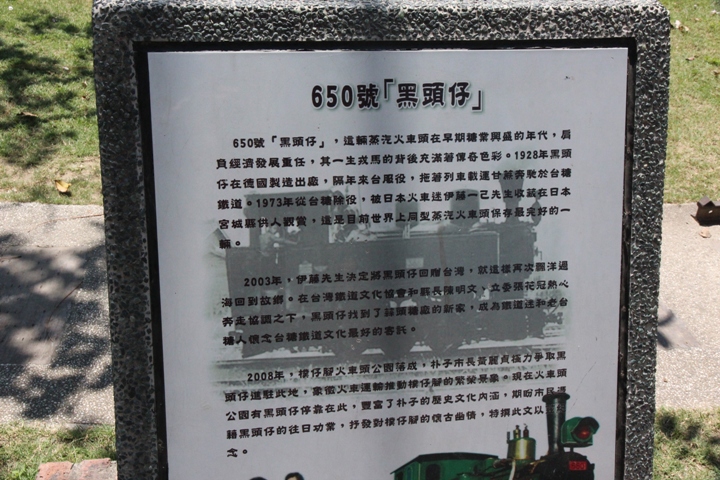 650號「黑頭仔」
650號「黑頭仔」，這輛蒸汽火車頭在早期糖業興盛的年代，肩
負經濟發展重任，其一生戎馬的背後充滿著傳奇色彩。1928年黑頭
仔在德國製造出廠，隔年來台服役，拖著列車載運甘蔗奔馳於台糖
鐵道。1973年從台糖除役，被日本火車迷伊藤一己先生收藏在日本
宮城縣供人觀賞，這是目前世界上同型蒸汽火車頭保存最完好的一
輛。
2003年，伊藤先生決定將黑頭仔回贈台灣，就這樣再次飄洋過
海回到故鄉。在台灣鐵道文化協會和縣長陳明文、立委張花冠熱心
奔走協調之下，黑頭仔找到了蒜頭糖廠的新家，成為鐵道迷和老台
糖人懷念台糖鐵道文化最好的寄託。
2008年，檨仔腳火車頭公園落成，朴子市長黃麗貞極力爭取黑
頭仔進駐此地，象徵火車運輸推動檨仔腳的繁榮景象。現在火車頭
公園有黑頭仔停靠在此，豐富了朴子的歷史文化內涵，期盼市民憑
藉黑頭仔的往日功業，抒發對檨仔腳的懷古幽情，特撰此文以
念。
650